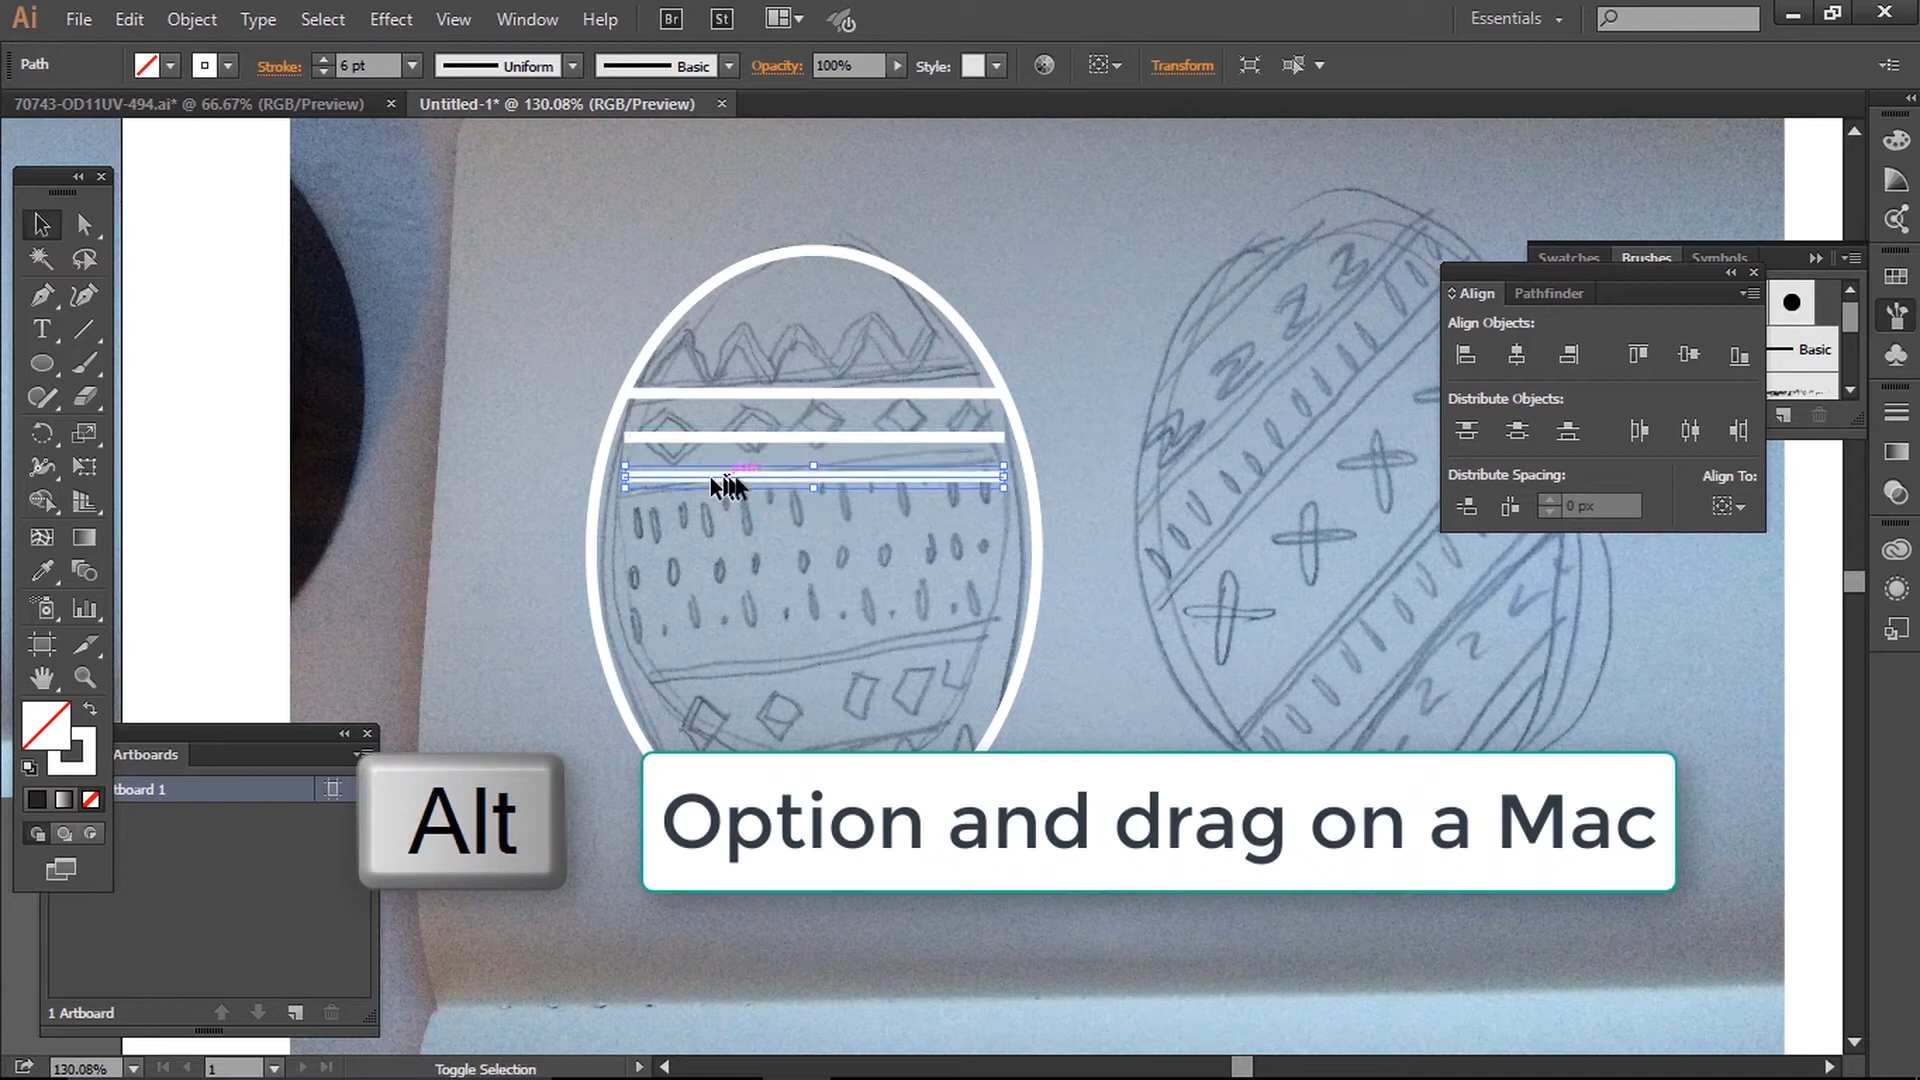 Ai File Edit Object Type Select Effect View Window Help Br St Essentials
Path Stroke: 6 pt Uniform Basic Opacity: 100% Style: Transform
70743-OD11UV-494.ai* @ 66.67% (RGB/Preview) × Untitled-1* @ 130.08% (RGB/Preview) ×
Swatches Brushes Symbols
Align Pathfinder
Align Objects:
Basic
Distribute Objects:
Distribute Spacing: Align To:
0 px
Artboards
tboard 1
Alt
Option and drag on a Mac
1 Artboard
130.08% 1 Toggle Selection